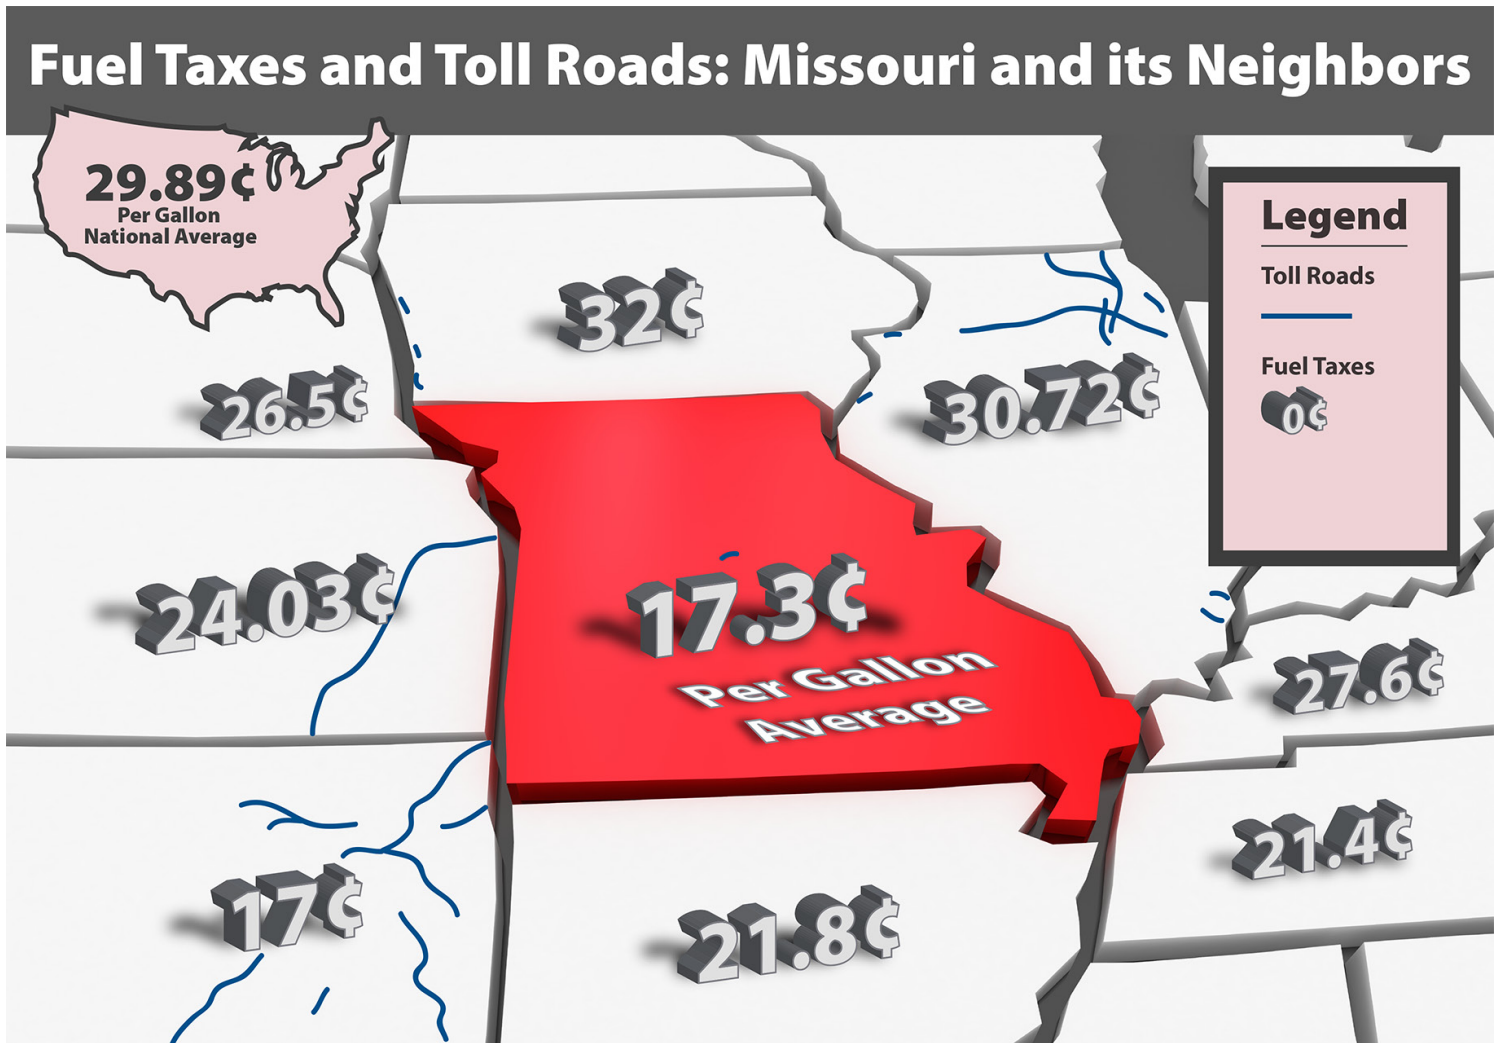 Fuel Taxes and Toll Roads: Missouri and its Neighbors
29.89¢
Per Gallon
National Average
Legend
Toll Roads
Fuel Taxes
0¢
32¢
26.5¢
30.72¢
24.03¢
17.3¢
Per Gallon
Average
27.6¢
21.4¢
17¢
21.8¢